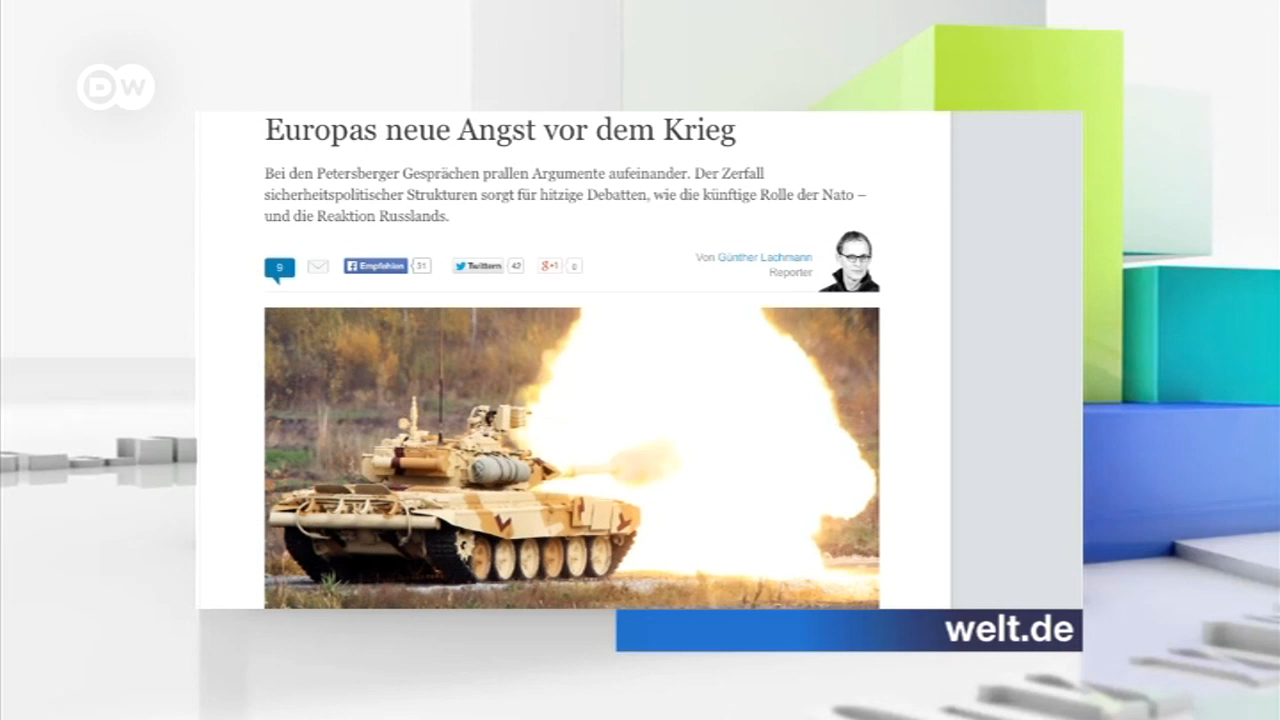 DW
Europas neue Angst vor dem Krieg
Bei den Petersberger Gesprächen prallen Argumente aufeinander. Der Zerfall
sicherheitspolitischer Strukturen sorgt für hitzige Debatten, wie die künftige Rolle der Nato –
und die Reaktion Russlands.
9 Empfehlen 31 Twittern 42 g+1 0
Von Günther Lachmann
Reporter
welt.de